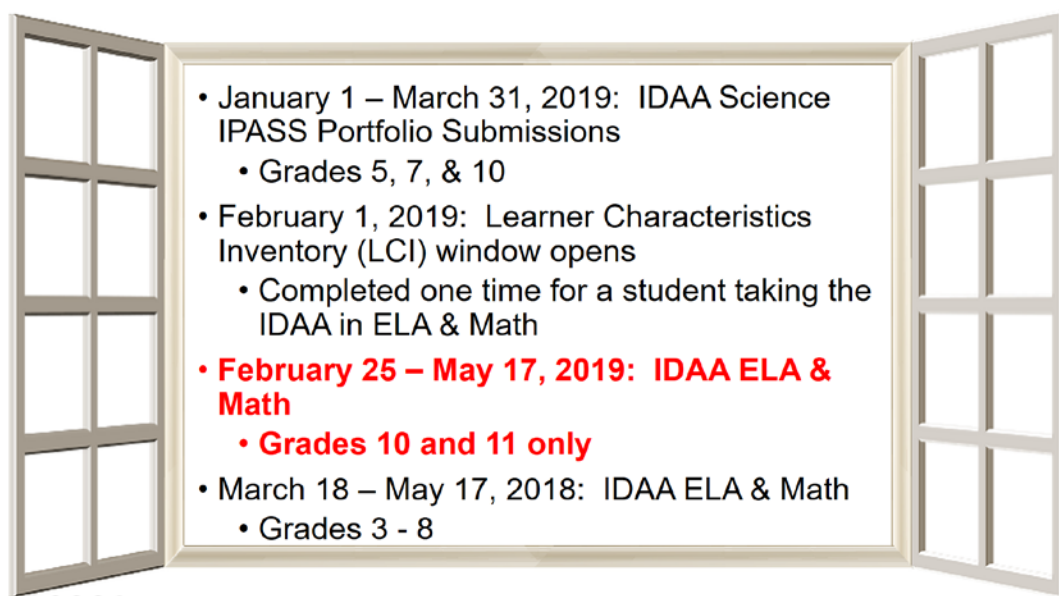 • January 1 – March 31, 2019:  IDAA Science
IPASS Portfolio Submissions
• Grades 5, 7, & 10
• February 1, 2019:  Learner Characteristics
Inventory (LCI) window opens
• Completed one time for a student taking the
IDAA in ELA & Math
• February 25 – May 17, 2019:  IDAA ELA &
Math
• Grades 10 and 11 only
• March 18 – May 17, 2018:  IDAA ELA & Math
• Grades 3 - 8